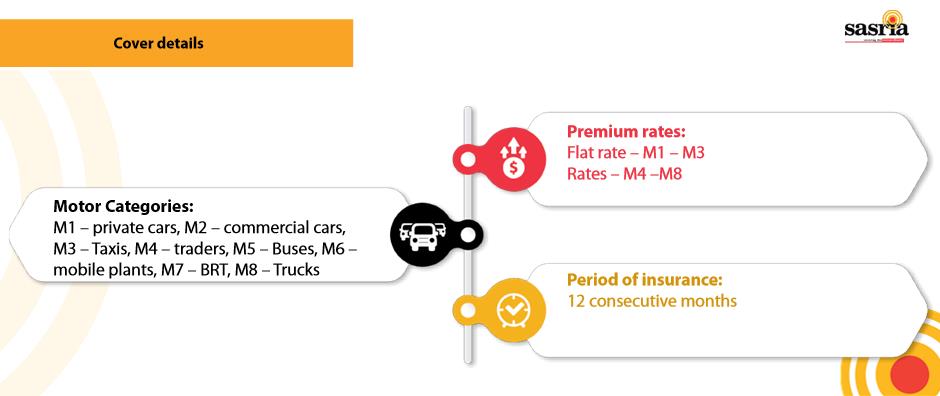 Cover details
sasria
Premium rates:
Flat rate – M1 – M3
Rates – M4 –M8
Motor Categories:
M1 – private cars, M2 – commercial cars,
M3 – Taxis, M4 – traders, M5 – Buses, M6 –
mobile plants, M7 – BRT, M8 – Trucks
Period of insurance:
12 consecutive months